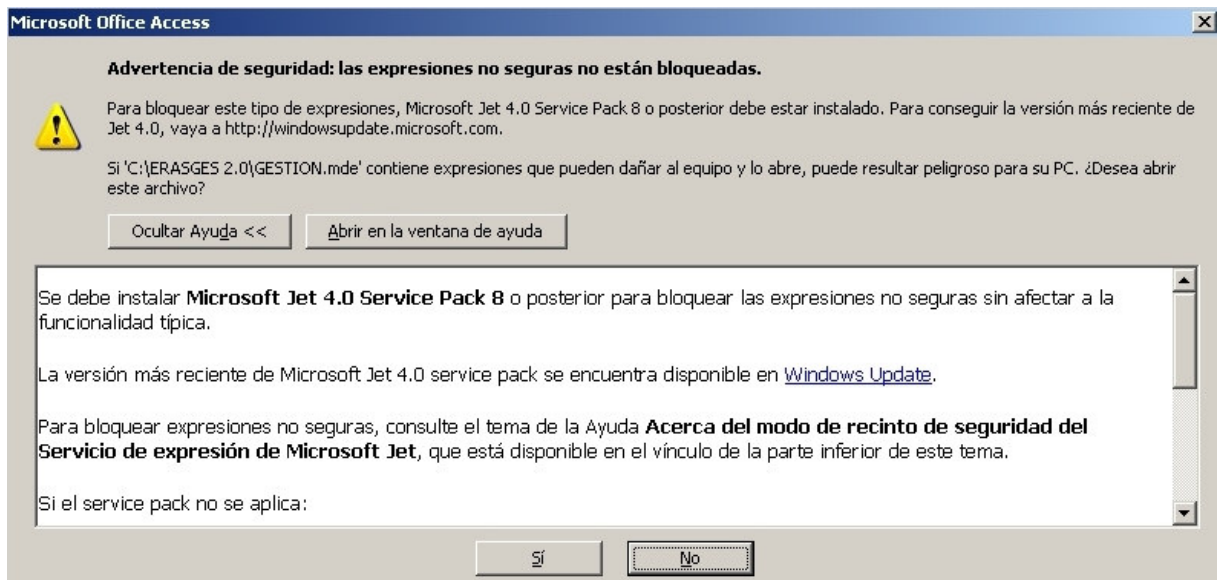 Microsoft Office Access
Advertencia de seguridad: las expresiones no seguras no están bloqueadas.
Para bloquear este tipo de expresiones, Microsoft Jet 4.0 Service Pack 8 o posterior debe estar instalado. Para conseguir la versión más reciente de
Jet 4.0, vaya a http://windowsupdate.microsoft.com.
Si 'C:\ERASGES 2.0\GESTION.mde' contiene expresiones que pueden dañar al equipo y lo abre, puede resultar peligroso para su PC. ¿Desea abrir
este archivo?
Ocultar Ayuda << Abrir en la ventana de ayuda
Se debe instalar Microsoft Jet 4.0 Service Pack 8 o posterior para bloquear las expresiones no seguras sin afectar a la
funcionalidad típica.
La versión más reciente de Microsoft Jet 4.0 service pack se encuentra disponible en Windows Update.
Para bloquear expresiones no seguras, consulte el tema de la Ayuda Acerca del modo de recinto de seguridad del
Servicio de expresión de Microsoft Jet, que está disponible en el vínculo de la parte inferior de este tema.
Si el service pack no se aplica:
Sí No